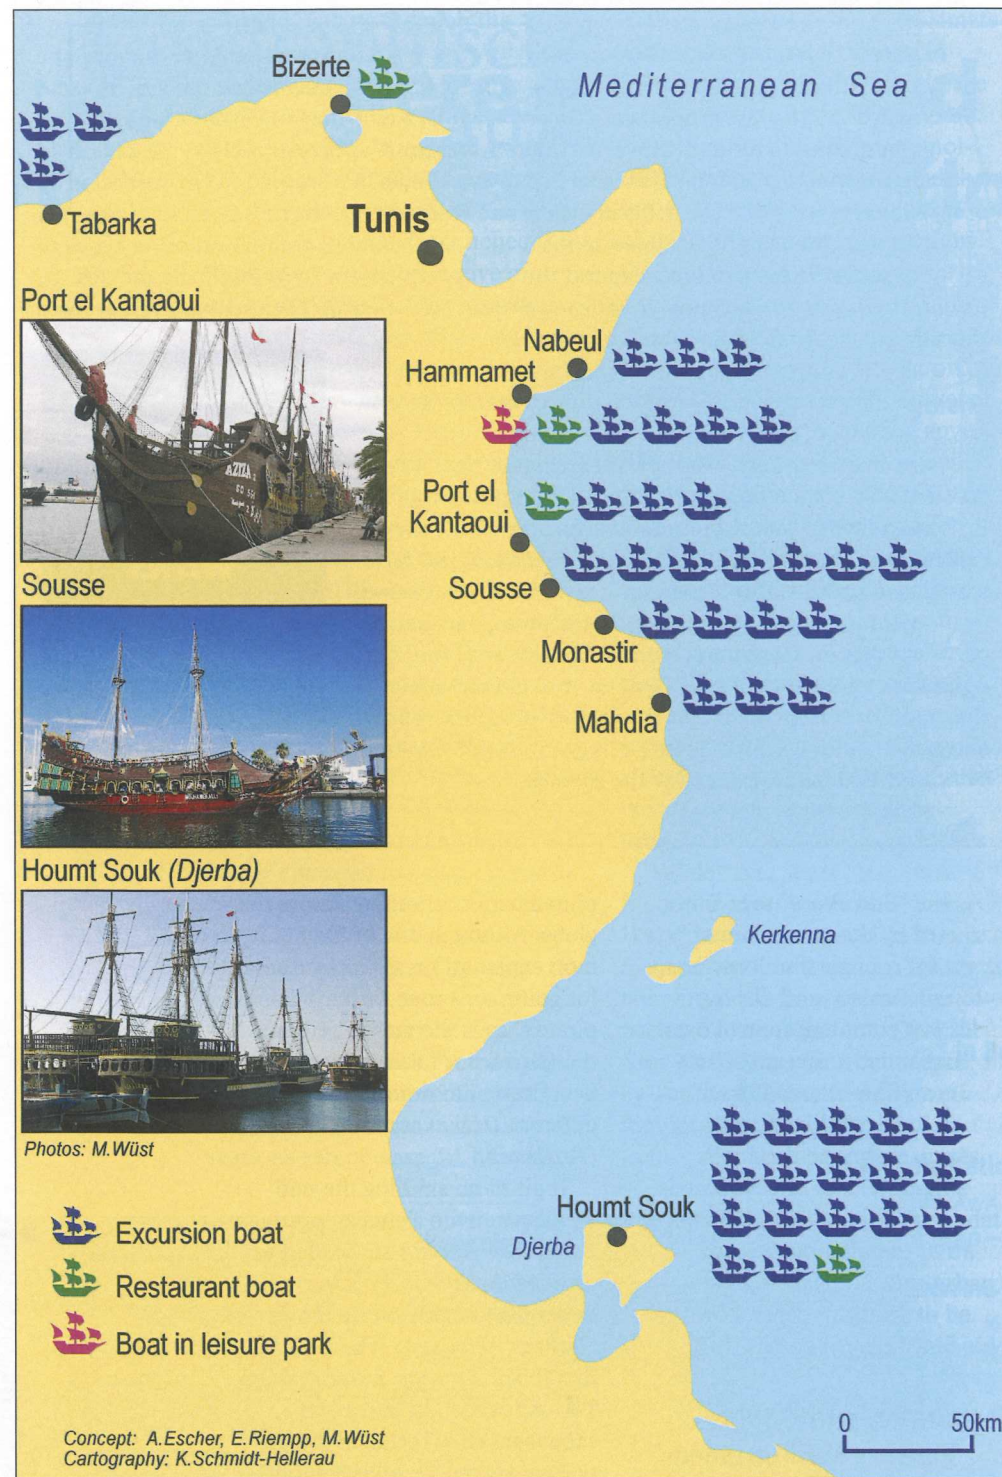 Bizerte
Mediterranean Sea
Tabarka
Tunis
Port el Kantaoui
AZIZA
Nabeul
Hammamet
Port el
Kantaoui
Sousse
Sousse
Monastir
Mahdia
Houmt Souk (Djerba)
Kerkenna
Photos: M.Wüst
Houmt Souk
Djerba
Excursion boat
Restaurant boat
Boat in leisure park
0 50km
Concept: A.Escher, E.Riempp, M.Wüst
Cartography: K.Schmidt-Hellerau